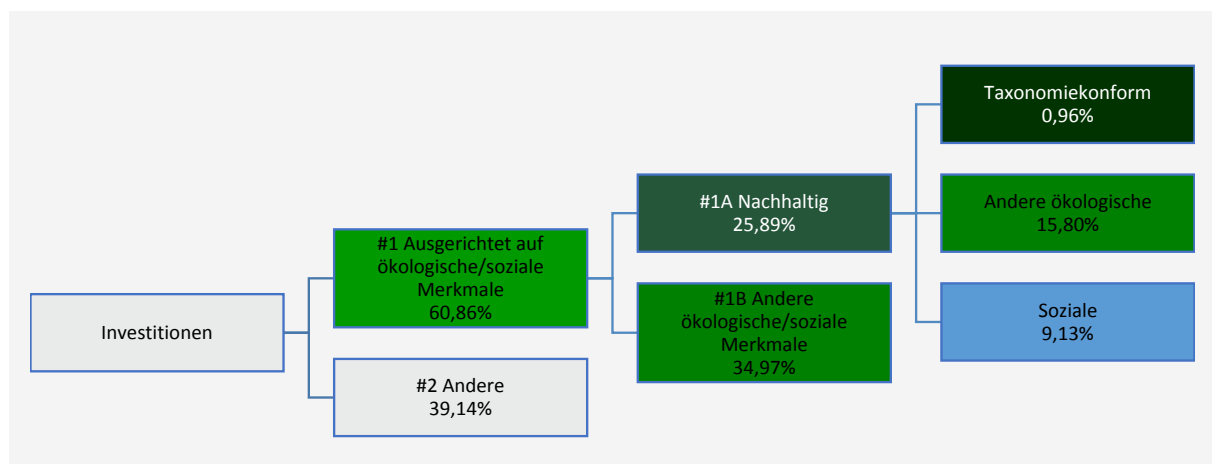 Investitionen
#1 Ausgerichtet auf
ökologische/soziale
Merkmale
60,86%
#2 Andere
39,14%
#1A Nachhaltig
25,89%
#1B Andere
ökologische/soziale
Merkmale
34,97%
Taxonomiekonform
0,96%
Andere ökologische
15,80%
Soziale
9,13%